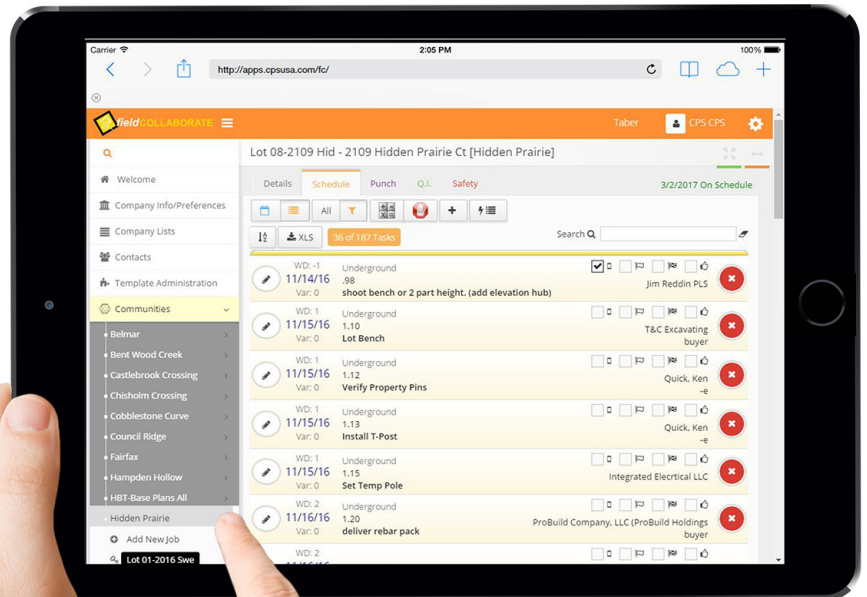 Carrier
2:05 PM
100%
http://apps.cpsusa.com/fc/
fieldCOLLABORATE
Taber
CPS CPS
Lot 08-2109 Hid - 2109 Hidden Prairie Ct [Hidden Prairie]
Welcome
Company Info/Preferences
Company Lists
Contacts
Template Administration
Communities
Belmar
Bent Wood Creek
Castlebrook Crossing
Chisholm Crossing
Cobblestone Curve
Council Ridge
Fairfax
Hampden Hollow
HBT-Base Plans All
Hidden Prairie
Add New Job
Lot 01-2016 Swe
Details Schedule Punch Q.I. Safety
3/2/2017 On Schedule
All
XLS
36 of 187 Tasks
Search
WD: -1
11/14/16
Var: 0
Underground
.98
shoot bench or 2 part height. (add elevation hub)
Jim Reddin PLS
WD: 1
11/15/16
Var: 0
Underground
1.10
Lot Bench
T&C Excavating
buyer
WD: 1
11/15/16
Var: 0
Underground
1.12
Verify Property Pins
Quick, Ken
-e
WD: 1
11/15/16
Var: 0
Underground
1.13
Install T-Post
Quick, Ken
-e
WD: 1
11/15/16
Var: 0
Underground
1.15
Set Temp Pole
Integrated Elecrtical LLC
WD: 2
11/16/16
Var: 0
Underground
1.20
deliver rebar pack
ProBuild Company, LLC (ProBuild Holdings
buyer
WD: 2
Underground